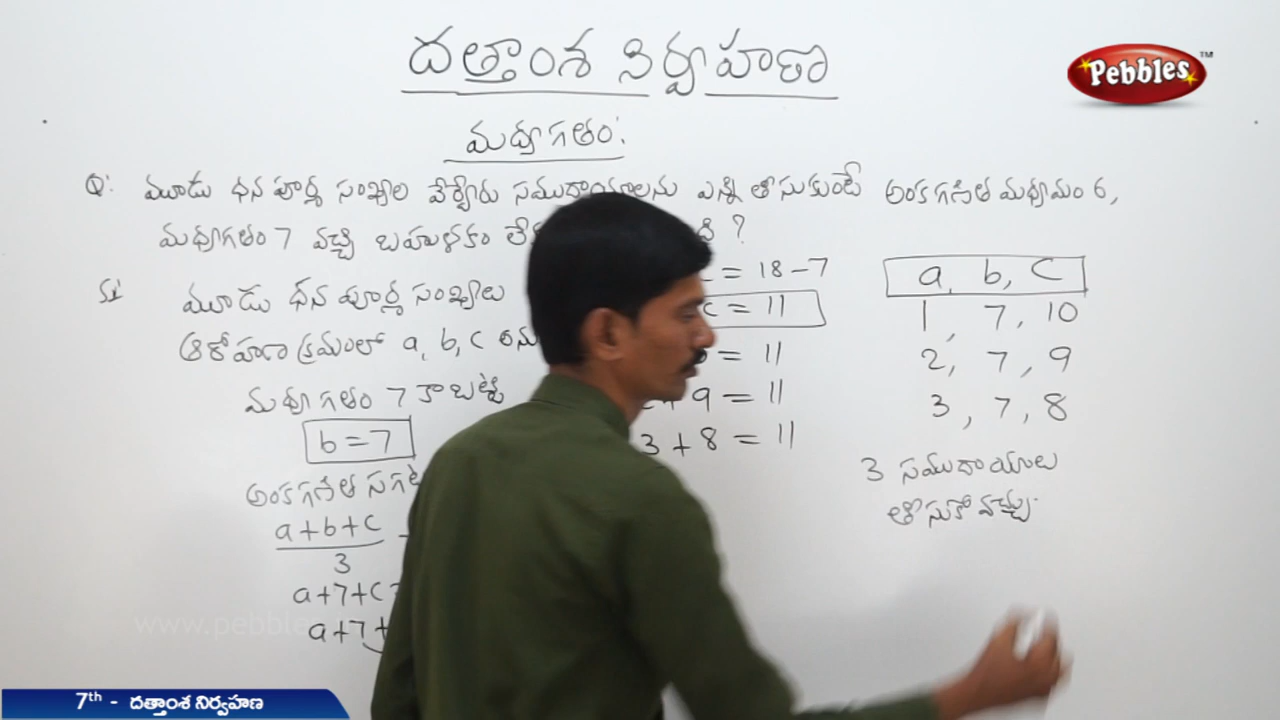 దత్తాంశ నిర్వహణ
Pebbles TM
మధ్యగతం:
Q: మూడు ధన పూర్ణ సంఖ్యల వేర్వేరు సముదాయాలను ఎన్ని తీసుకుంటే అంకగణిత మధ్యమం 6,
మధ్యగతం 7 వచ్చి బహుళకం ?
= 18 - 7
a, b, c
మూడు ధన పూర్ణ సంఖ్యలు
c = 11
1, 7, 10
ఆరోహణా క్రమంలో a, b, c
= 11
2, 7, 9
మధ్యగతం 7 కాబట్టి
+ 9 = 11
3, 7, 8
b = 7
3 + 8 = 11
3 సముదాయాలు
అంకగణిత
తీసుకోవచ్చు.
a+b+c
3
a+7+c
a+7+
www.pebble
7th - దత్తాంశ నిర్వహణ